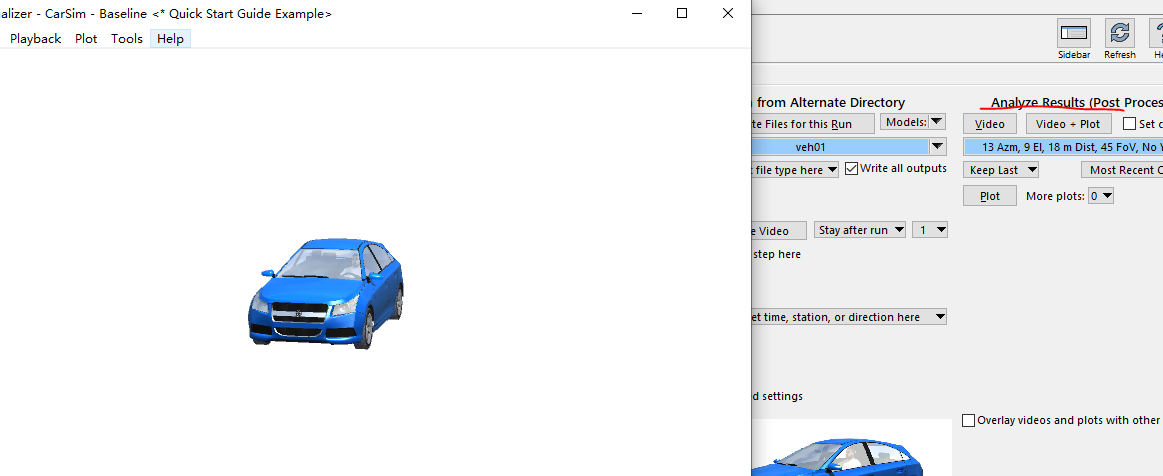 alizer - CarSim - Baseline <* Quick Start Guide Example>
Playback Plot Tools Help
Sidebar Refresh He
from Alternate Directory
te Files for this Run Models:
veh01
file type here Write all outputs
e Video Stay after run 1
step here
et time, station, or direction here
d settings
Analyze Results (Post Proces
Video Video + Plot Set c
13 Azm, 9 El, 18 m Dist, 45 FoV, No
Keep Last Most Recent C
Plot More plots: 0
Overlay videos and plots with other